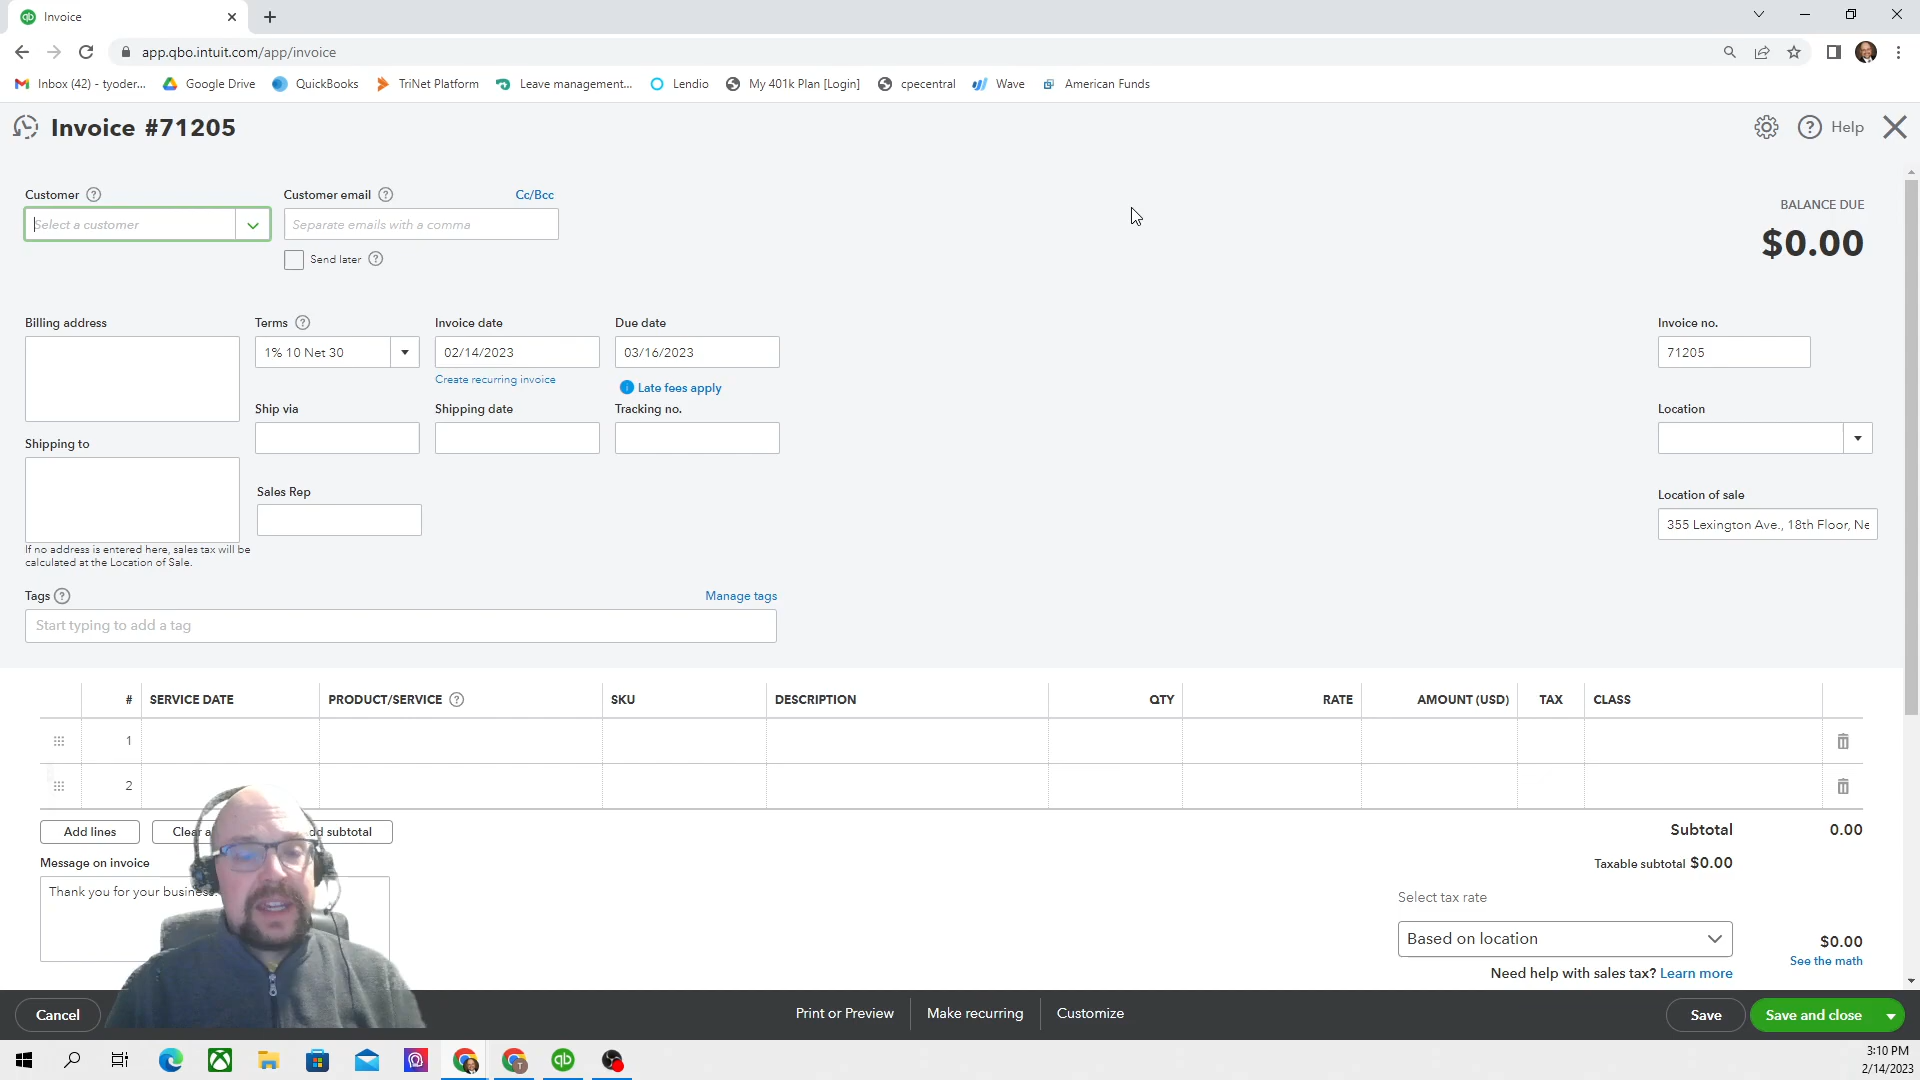 Invoice
app.qbo.intuit.com/app/invoice
Inbox (42) - tyoder... Google Drive QuickBooks TriNet Platform Leave management... Lendio My 401k Plan [Login] cpecentral Wave American Funds
Invoice #71205 Help
Customer Customer email Cc/Bcc
BALANCE DUE
Select a customer Separate emails with a comma
$0.00
Send later
Billing address Terms Invoice date Due date Invoice no.
1% 10 Net 30 02/14/2023 03/16/2023 71205
Create recurring invoice Late fees apply
Ship via Shipping date Tracking no. Location
Shipping to
Sales Rep Location of sale
355 Lexington Ave., 18th Floor, Ne
If no address is entered here, sales tax will be
calculated at the Location of Sale.
Tags Manage tags
Start typing to add a tag
# SERVICE DATE PRODUCT/SERVICE SKU DESCRIPTION QTY RATE AMOUNT (USD) TAX CLASS
1
2
Add lines Clear a dd subtotal Subtotal 0.00
Message on invoice Taxable subtotal $0.00
Thank you for your business.
Select tax rate
Based on location $0.00
See the math
Need help with sales tax? Learn more
Cancel Print or Preview Make recurring Customize Save Save and close
3:10 PM
2/14/2023